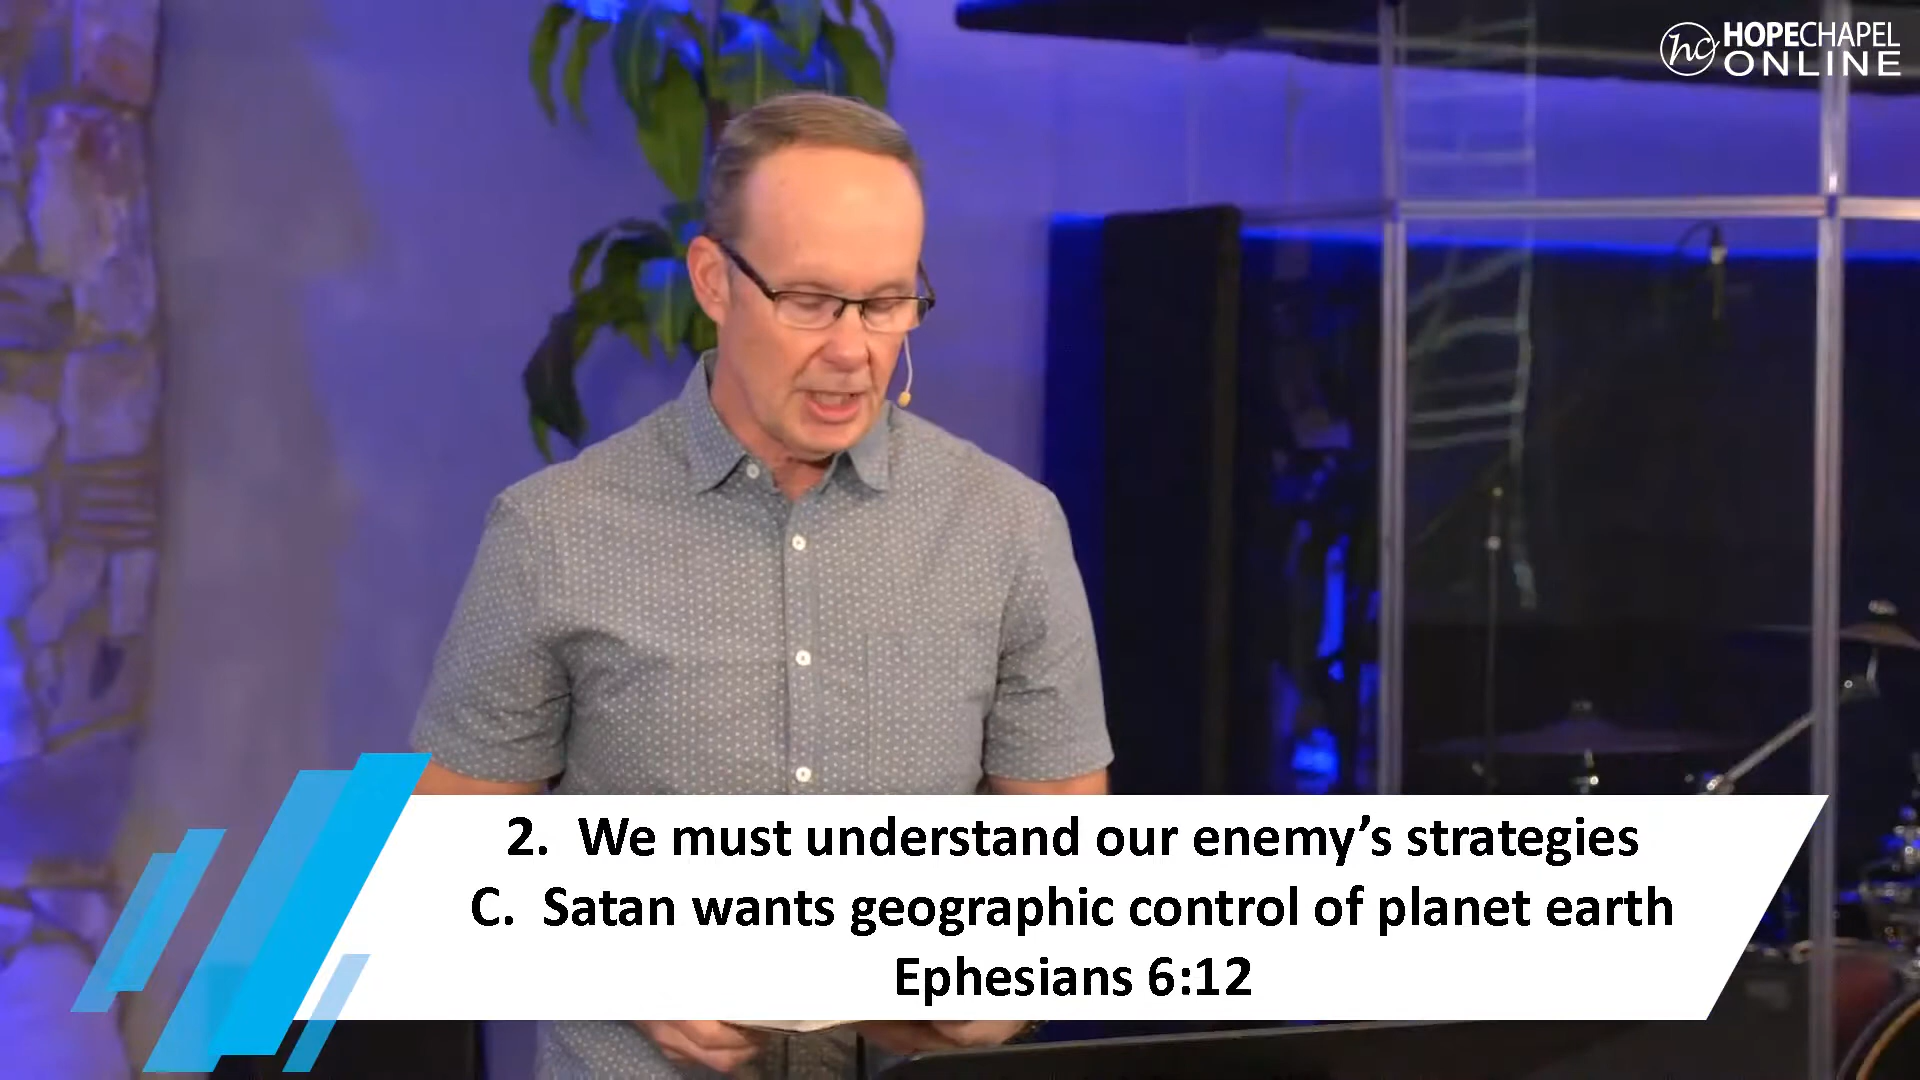 hc HOPECHAPEL
ONLINE
2. We must understand our enemy’s strategies
C. Satan wants geographic control of planet earth
Ephesians 6:12